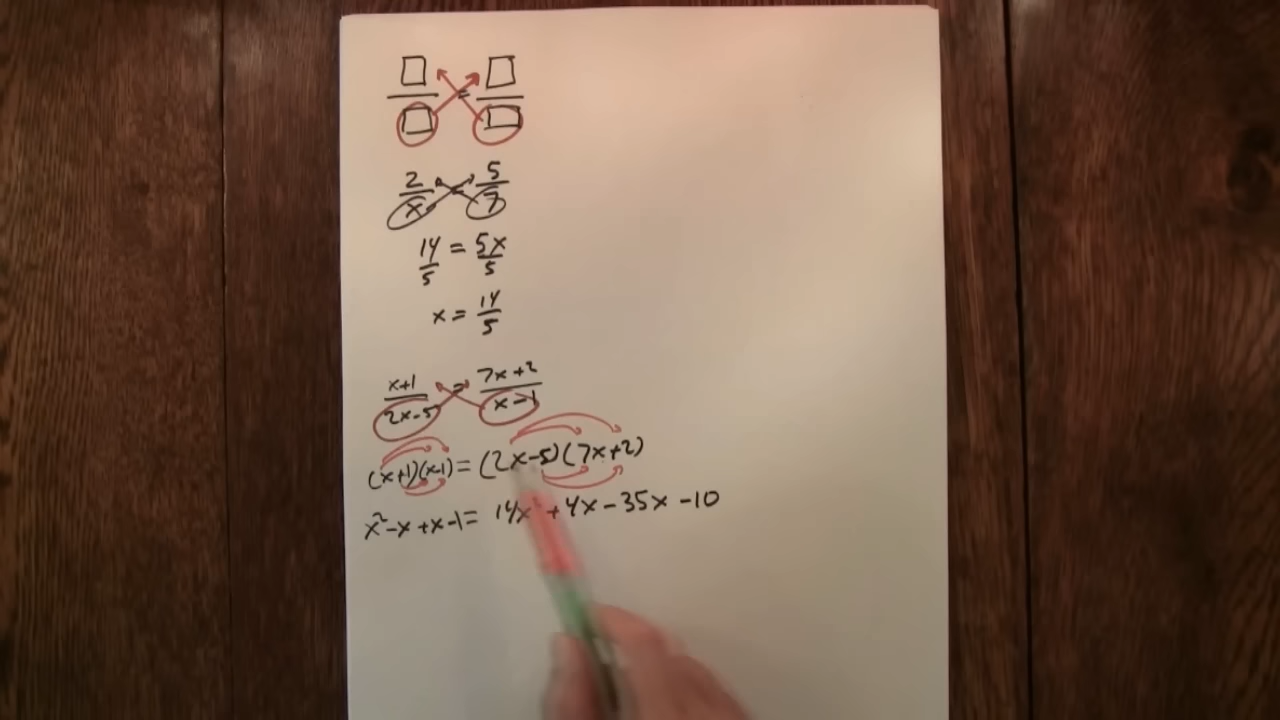 □/□ = □/□
2/x = 5/7
14/5 = 5x/5
x = 14/5
x+1/2x-5 = 7x+2/x-1
(x+1)(x-1) = (2x-5)(7x+2)
x²-x+x-1 = 14x²+4x-35x-10